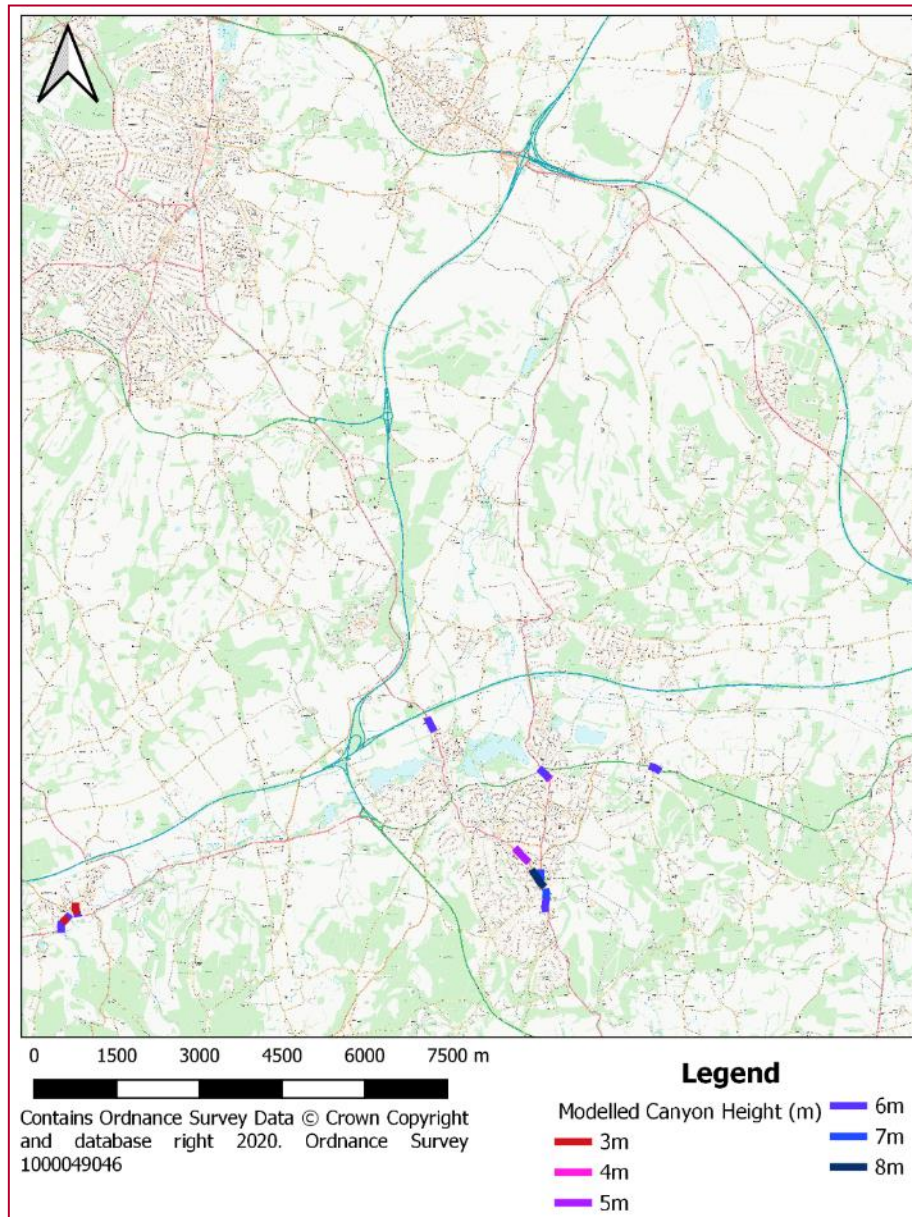 0 1500 3000 4500 6000 7500 m
Contains Ordnance Survey Data © Crown Copyright
and database right 2020. Ordnance Survey
1000049046
Legend
Modelled Canyon Height (m)
3m
4m
5m
6m
7m
8m